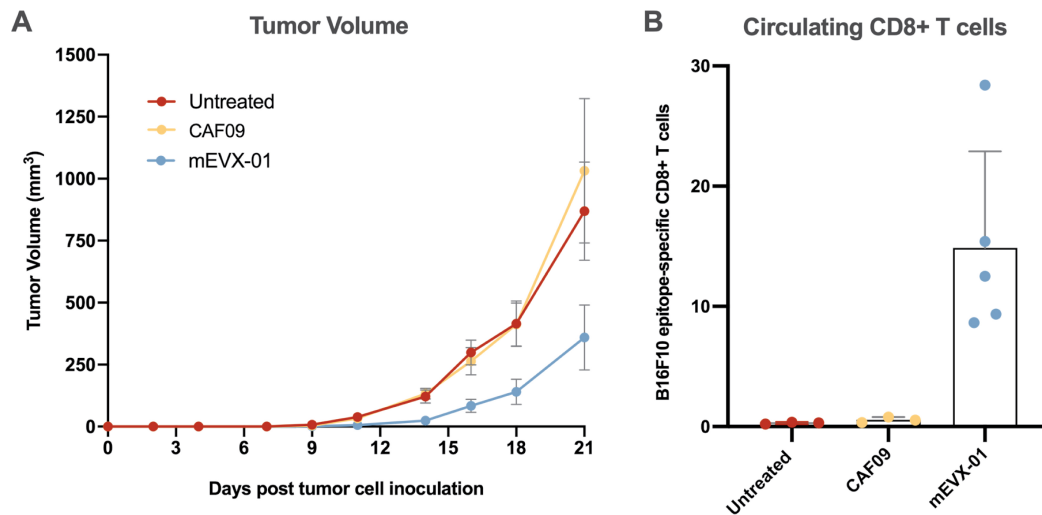 A
Tumor Volume
Tumor Volume (mm³)
1500
1250
1000
750
500
250
0
Untreated
CAF09
mEVX-01
0 3 6 9 12 15 18 21
Days post tumor cell inoculation
B
Circulating CD8+ T cells
B16F10 epitope-specific CD8+ T cells
30
20
10
0
Untreated
CAF09
mEVX-01